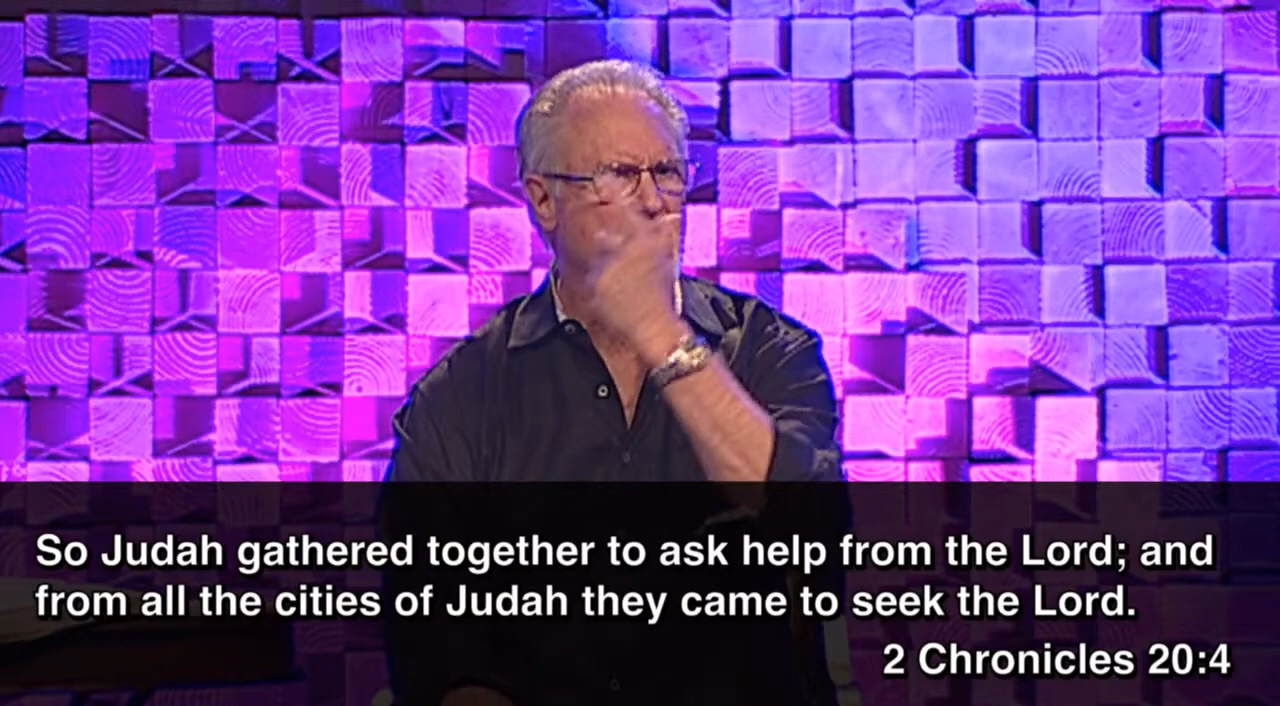 So Judah gathered together to ask help from the Lord; and
from all the cities of Judah they came to seek the Lord.
2 Chronicles 20:4